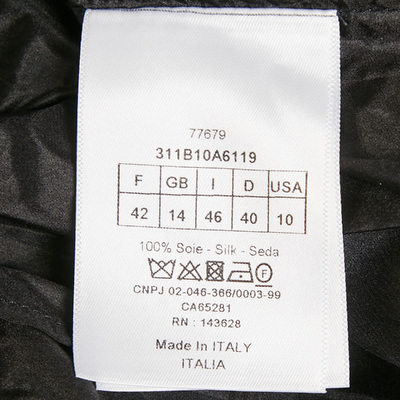 77679
311B10A6119
F GB I D USA
42 14 46 40 10
100% Soie - Silk - Seda
F
CNPJ 02-046-366/0003-99
CA65281
RN : 143628
Made In ITALY
ITALIA